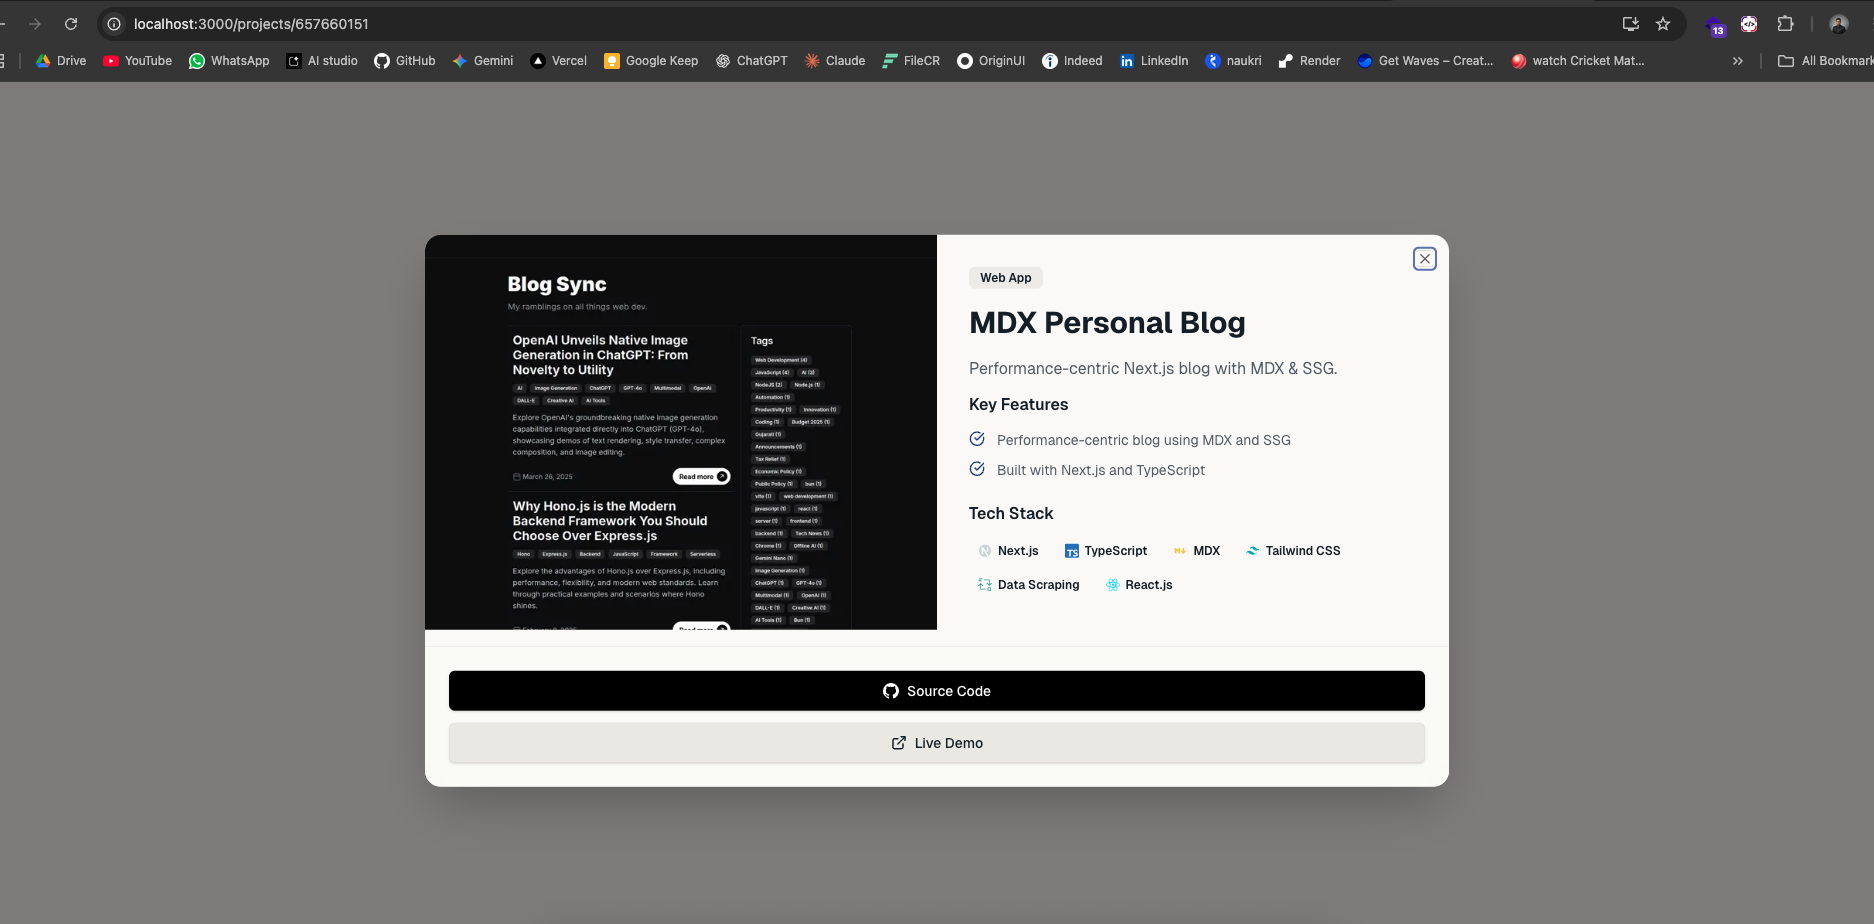 localhost:3000/projects/657660151
13
Drive YouTube WhatsApp AI studio GitHub Gemini Vercel Google Keep ChatGPT Claude FileCR OriginUI Indeed LinkedIn naukri Render Get Waves – Creat... watch Cricket Mat... All Bookmark
Blog Sync
My ramblings on all things web dev.
OpenAI Unveils Native Image
Generation in ChatGPT: From
Novelty to Utility
AI Image Generation ChatGPT GPT-4o Multimodal OpenAI
DALL-E Creative AI AI Tools
Explore OpenAI's groundbreaking native image generation
capabilities integrated directly into ChatGPT (GPT-4o),
showcasing demos of text rendering, style transfer, complex
composition, and image editing.
March 26, 2025 Read more
Why Hono.js is the Modern
Backend Framework You Should
Choose Over Express.js
Hono Express.js Backend JavaScript Framework Serverless
Explore the advantages of Hono.js over Express.js, including
performance, flexibility, and modern web standards. Learn
through practical examples and scenarios where Hono
shines.
Read more
Tags
Web Development (4)
JavaScript (4) AI (3)
NodeJS (2) Node.js (1)
Automation (1)
Productivity (1) Innovation (1)
Coding (1) Budget 2025 (1)
Gujarati (1)
Announcements (1)
Tax Relief (1)
Economic Policy (1)
Public Policy (1) bun (1)
vite (1) web development (1)
javascript (1) react (1)
server (1) frontend (1)
backend (1) Tech News (1)
Chrome (1) Offline AI (1)
Gemini Nano (1)
Image Generation (1)
ChatGPT (1) GPT-4o (1)
Multimodal (1) OpenAI (1)
DALL-E (1) Creative AI (1)
AI Tools (1) Bun (1)
Web App
MDX Personal Blog
Performance-centric Next.js blog with MDX & SSG.
Key Features
Performance-centric blog using MDX and SSG
Built with Next.js and TypeScript
Tech Stack
Next.js TypeScript MDX Tailwind CSS
Data Scraping React.js
Source Code
Live Demo